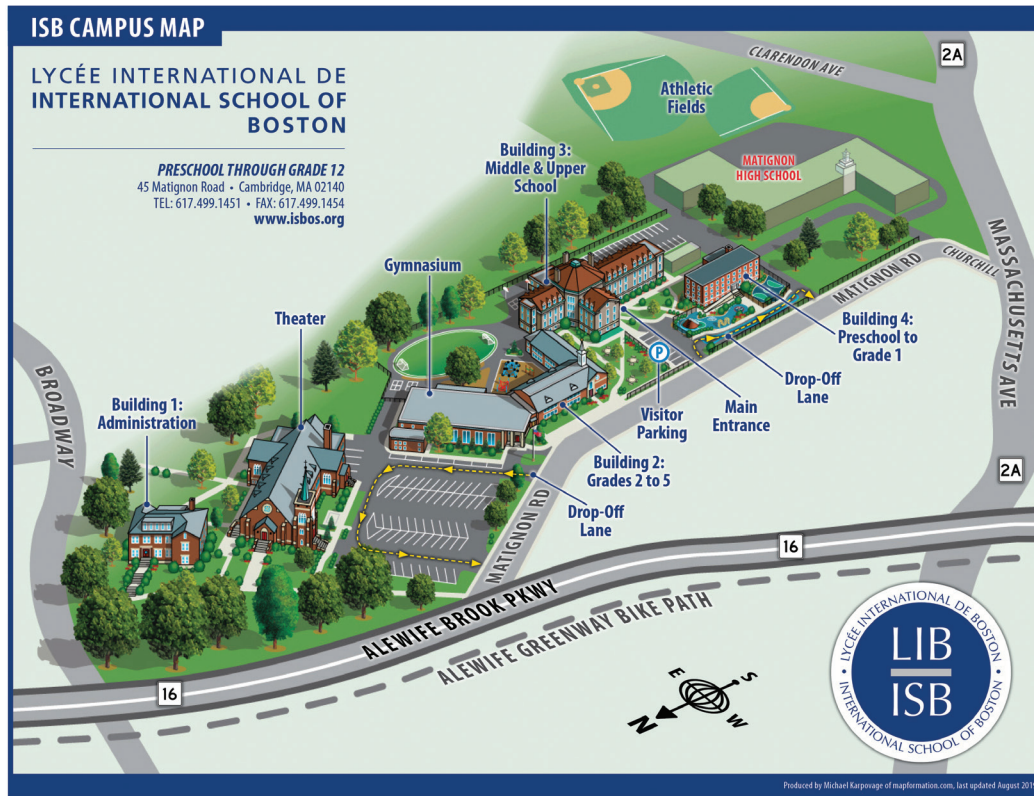 ISB CAMPUS MAP
LYCÉE INTERNATIONAL DE
INTERNATIONAL SCHOOL OF
BOSTON
PRESCHOOL THROUGH GRADE 12
45 Matignon Road • Cambridge, MA 02140
TEL: 617.499.1451 • FAX: 617.499.1454
www.isbos.org
CLARENDON AVE
2A
Athletic
Fields
Building 3:
Middle & Upper
School
MATIGNON
HIGH SCHOOL
MASSACHUSETTS AVE
CHURCHILL
MATIGNON RD
Gymnasium
Theater
Building 4:
Preschool to
Grade 1
Drop-Off
Lane
Main
Entrance
P
Visitor
Parking
BROADWAY
Building 1:
Administration
Building 2:
Grades 2 to 5
Drop-Off
Lane
2A
MATIGNON RD
16
ALEWIFE BROOK PKWY
ALEWIFE GREENWAY BIKE PATH
16
E
S
N
W
LYCÉE INTERNATIONAL DE BOSTON
LIB
ISB
INTERNATIONAL SCHOOL OF BOSTON
Produced by Michael Karpovage of mapformation.com, last updated August